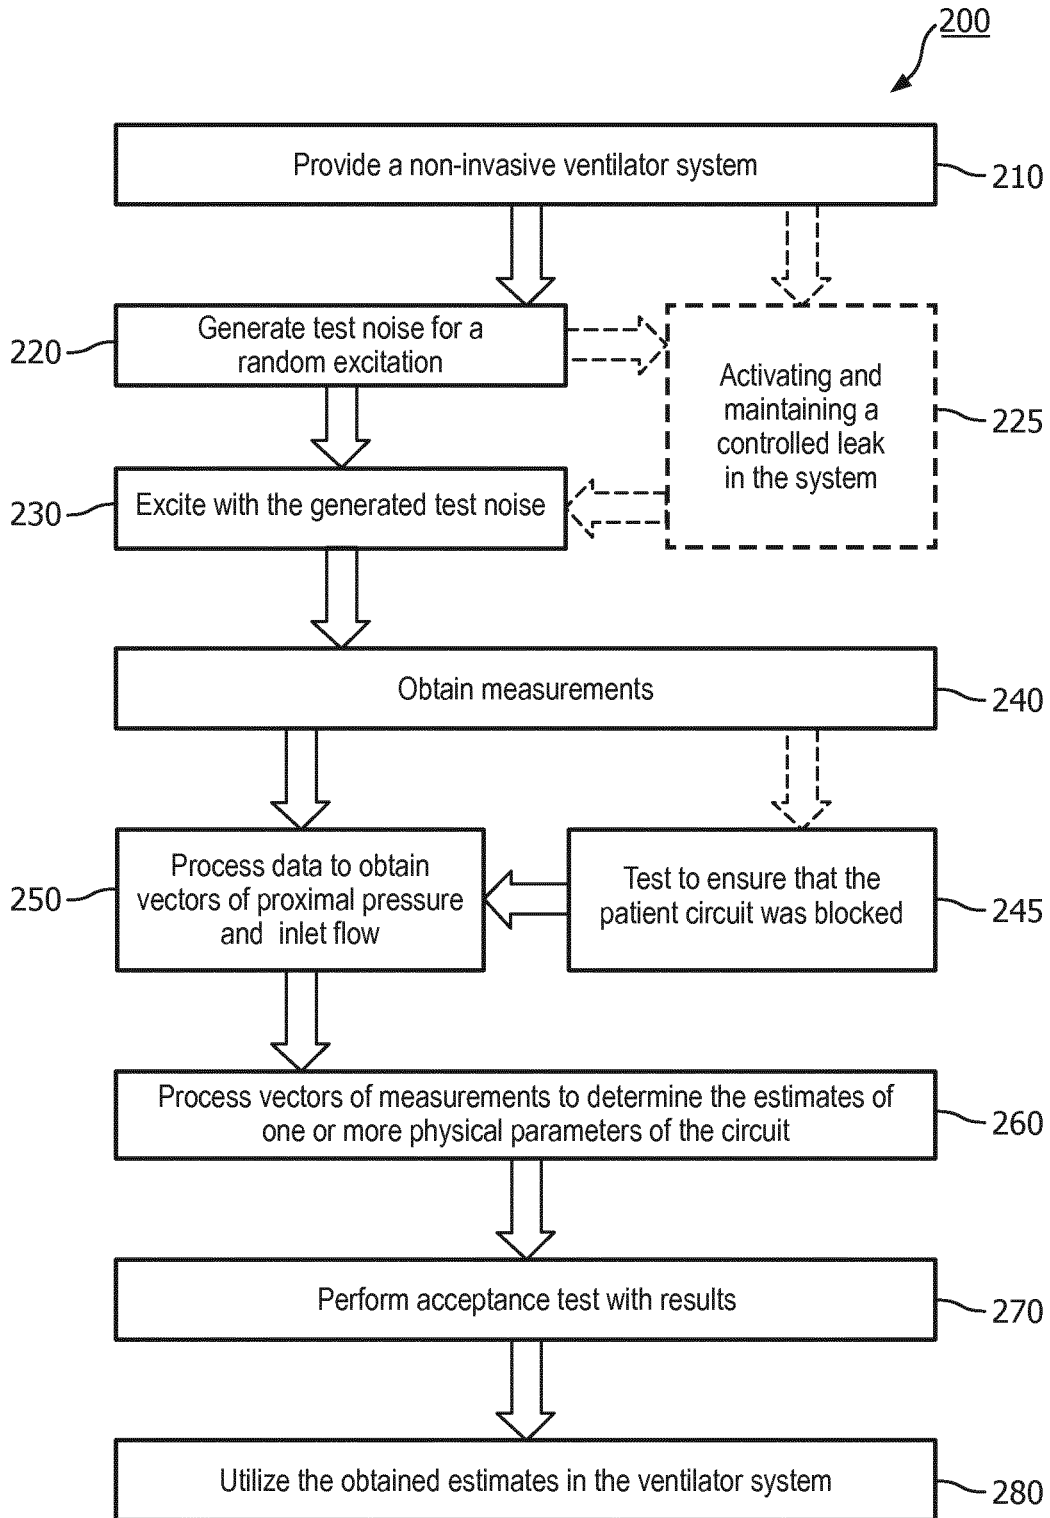 200
Provide a non-invasive ventilator system
210
Generate test noise for a
random excitation
220
Activating and
maintaining a
controlled leak
in the system
225
Excite with the generated test noise
230
Obtain measurements
240
Process data to obtain
vectors of proximal pressure
and inlet flow
250
Test to ensure that the
patient circuit was blocked
245
Process vectors of measurements to determine the estimates of
one or more physical parameters of the circuit
260
Perform acceptance test with results
270
Utilize the obtained estimates in the ventilator system
280